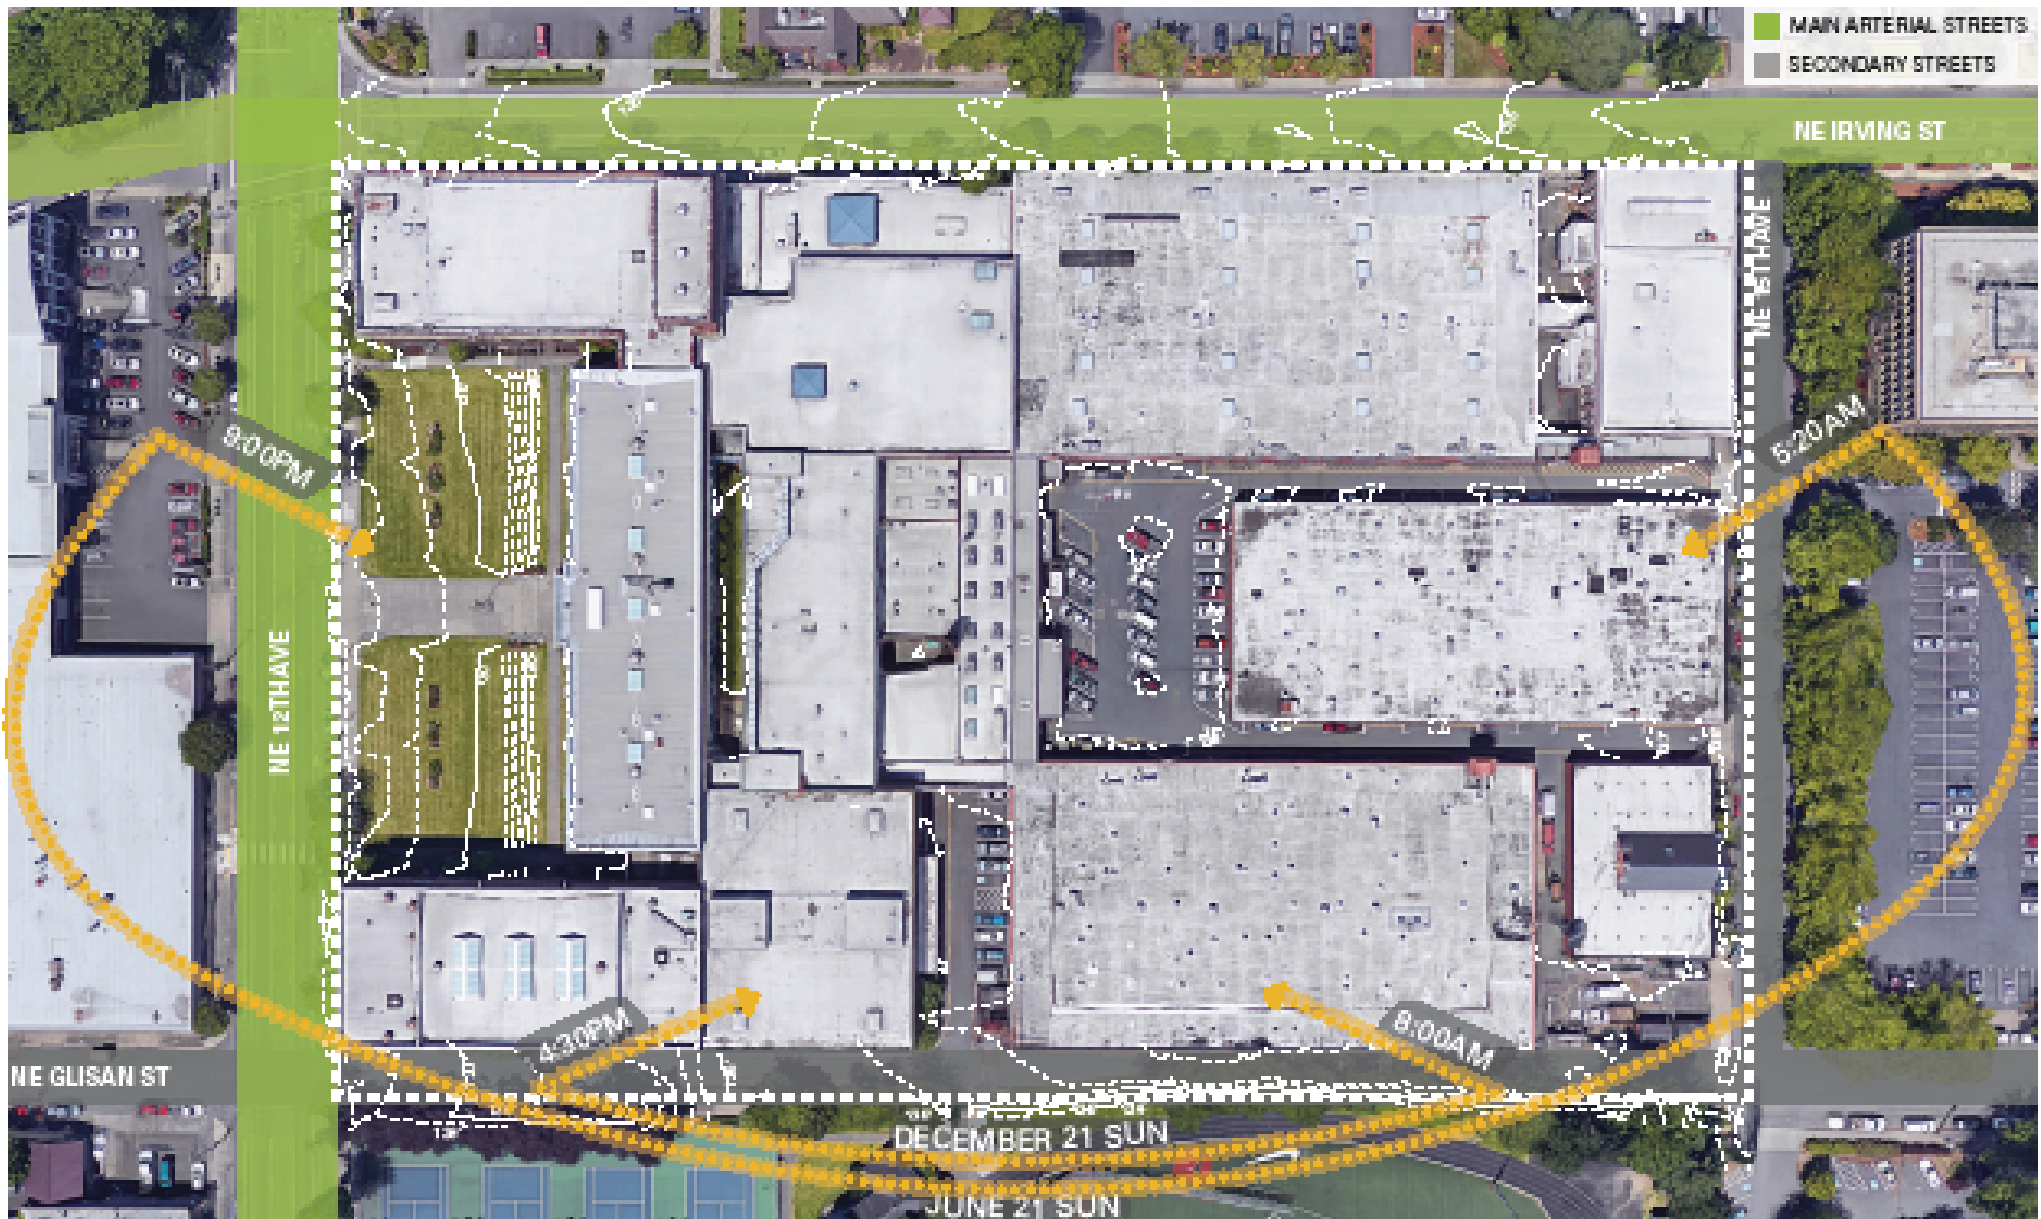 MAIN ARTERIAL STREETS
SECONDARY STREETS
NE IRVING ST
NE 15TH AVE
9:00PM
5:20AM
NE 12TH AVE
4:30PM
8:00AM
NE GLISAN ST
DECEMBER 21 SUN
JUNE 21 SUN